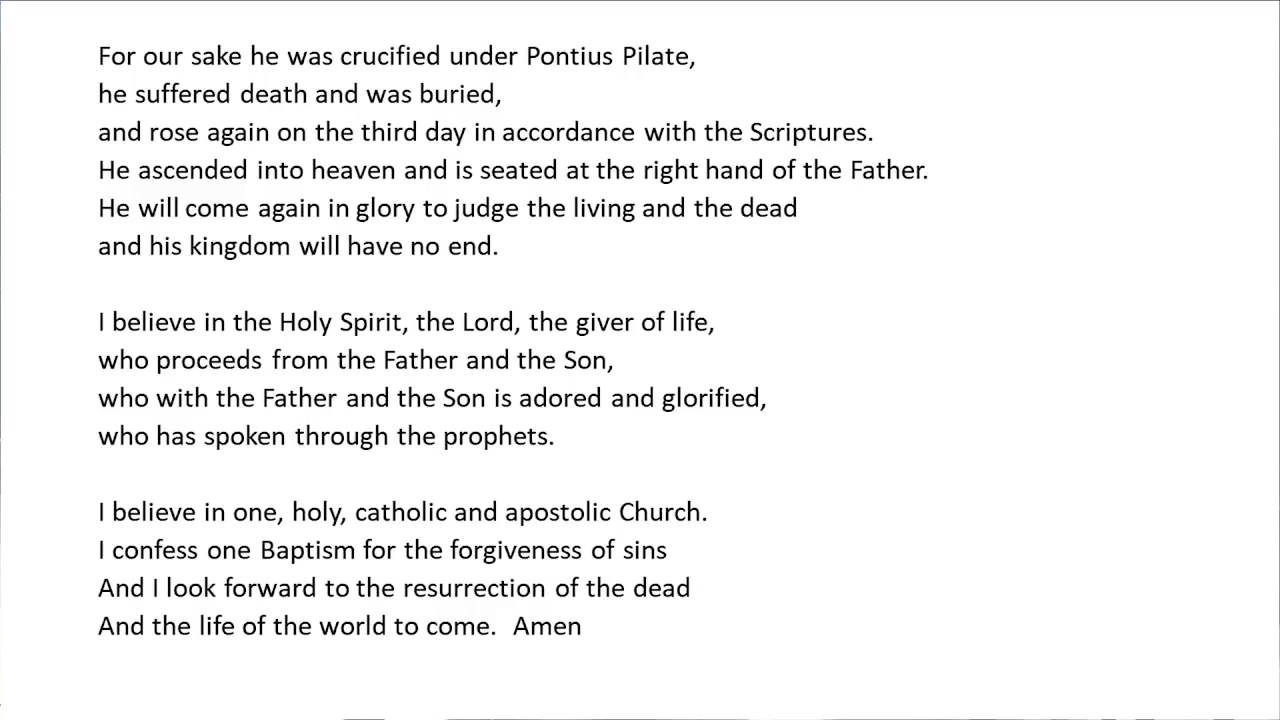 For our sake he was crucified under Pontius Pilate,
he suffered death and was buried,
and rose again on the third day in accordance with the Scriptures.
He ascended into heaven and is seated at the right hand of the Father.
He will come again in glory to judge the living and the dead
and his kingdom will have no end.
I believe in the Holy Spirit, the Lord, the giver of life,
who proceeds from the Father and the Son,
who with the Father and the Son is adored and glorified,
who has spoken through the prophets.
I believe in one, holy, catholic and apostolic Church.
I confess one Baptism for the forgiveness of sins
And I look forward to the resurrection of the dead
And the life of the world to come.  Amen